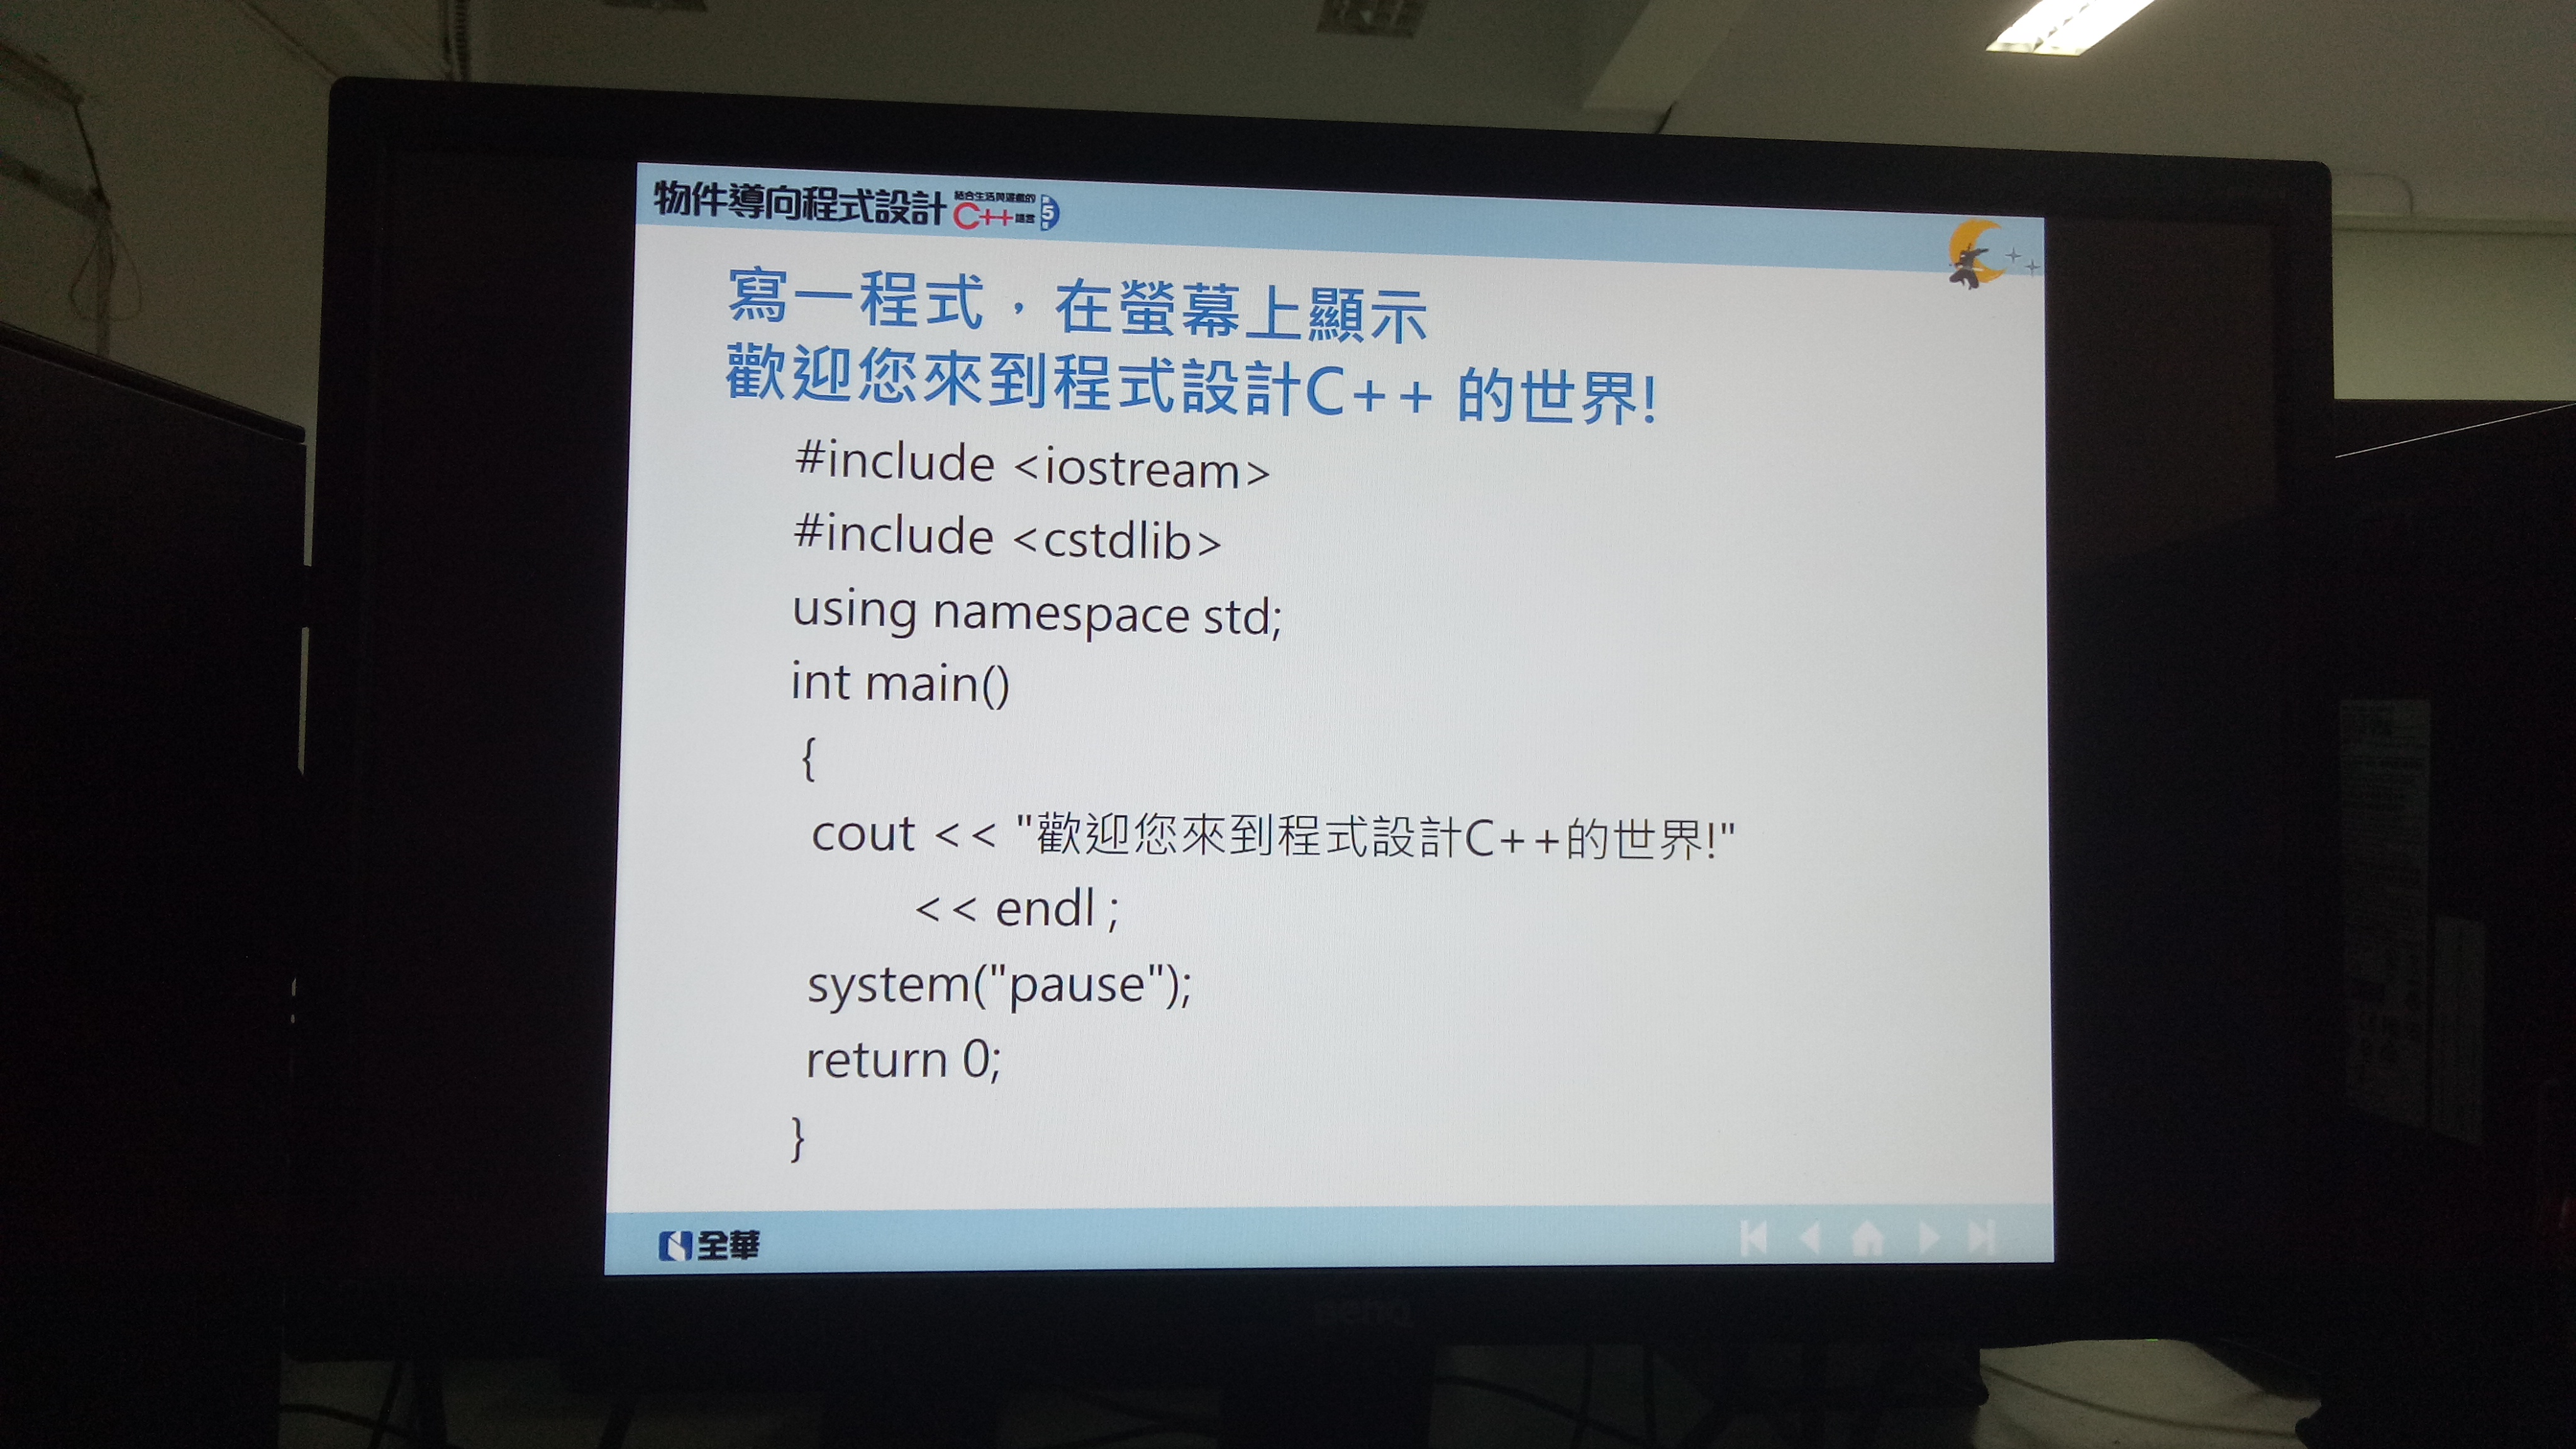 物件導向程式設計 結合生活與遊戲的 C++ 語言 5
寫一程式，在螢幕上顯示
歡迎您來到程式設計C++ 的世界!
#include <iostream>
#include <cstdlib>
using namespace std;
int main()
{
cout << "歡迎您來到程式設計C++的世界!"
<< endl ;
system("pause");
return 0;
}
全華
BenQ